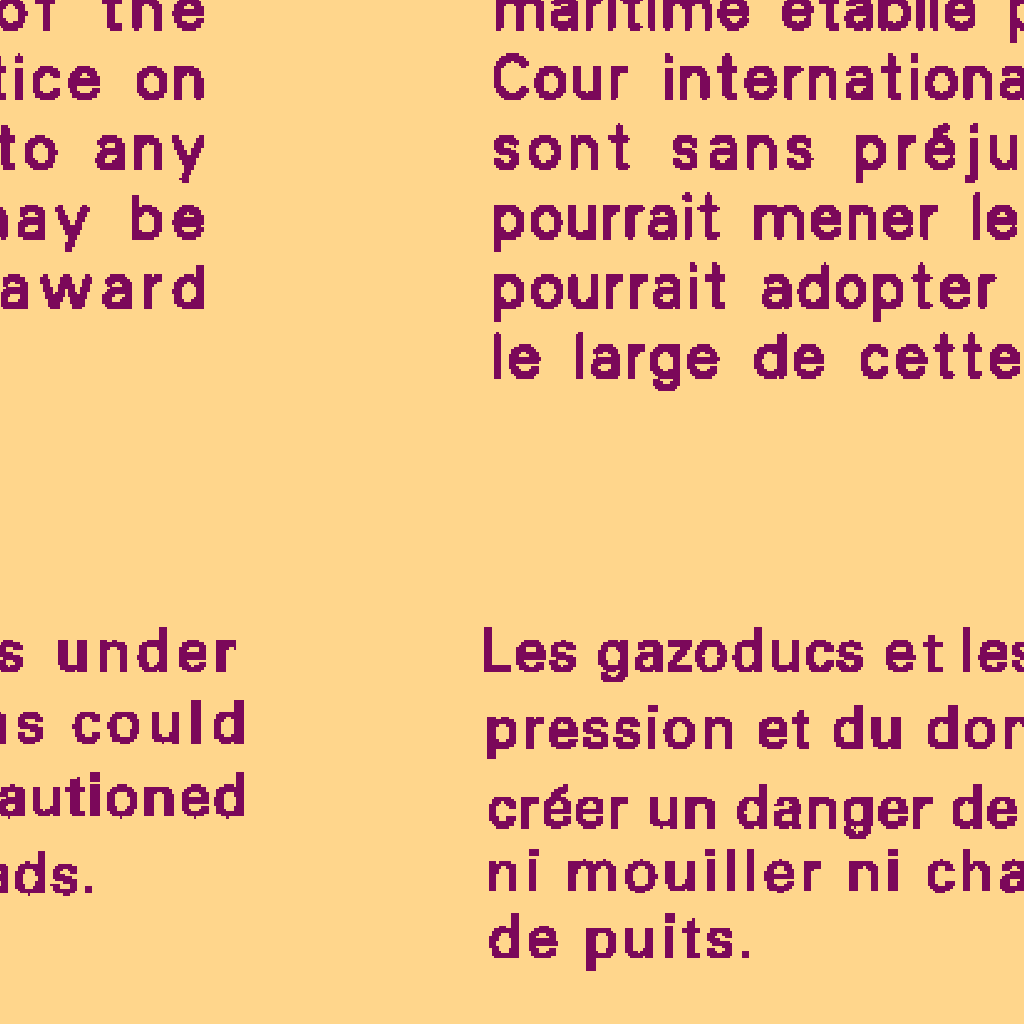 of the
tice on
to any
may be
award
maritime établie p
Cour internationa
sont sans préju
pourrait mener le
pourrait adopter
le large de cette
s under
ns could
autioned
ads.
Les gazoducs et les
pression et du dom
créer un danger de
ni mouiller ni cha
de puits.